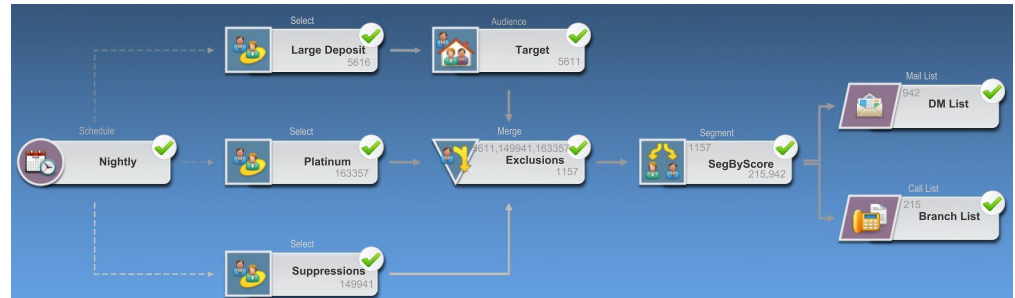 Select
Large Deposit
5616
Audience
Target
5611
Schedule
Nightly
Select
Platinum
163357
Merge
5611,149941,163357
Exclusions
1157
Segment
1157
SegByScore
215,942
Mail List
942
DM List
Call List
215
Branch List
Select
Suppressions
149941